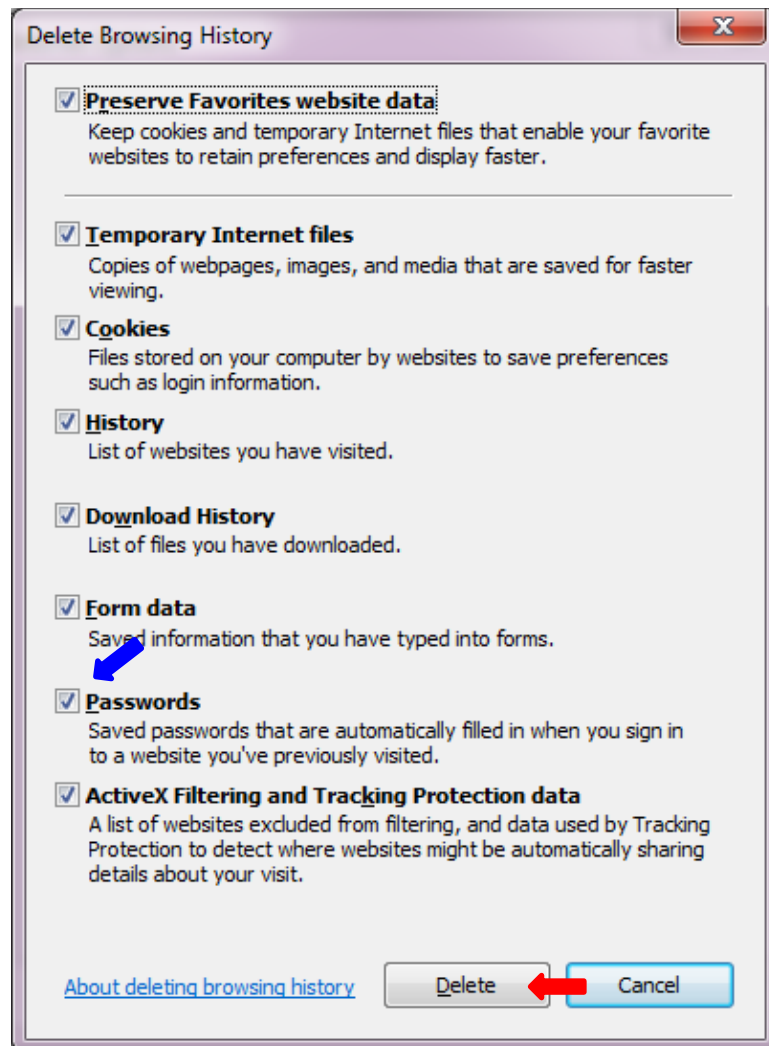 Delete Browsing History
X
Preserve Favorites website data
Keep cookies and temporary Internet files that enable your favorite
websites to retain preferences and display faster.
Temporary Internet files
Copies of webpages, images, and media that are saved for faster
viewing.
Cookies
Files stored on your computer by websites to save preferences
such as login information.
History
List of websites you have visited.
Download History
List of files you have downloaded.
Form data
Saved information that you have typed into forms.
Passwords
Saved passwords that are automatically filled in when you sign in
to a website you've previously visited.
ActiveX Filtering and Tracking Protection data
A list of websites excluded from filtering, and data used by Tracking
Protection to detect where websites might be automatically sharing
details about your visit.
About deleting browsing history Delete Cancel